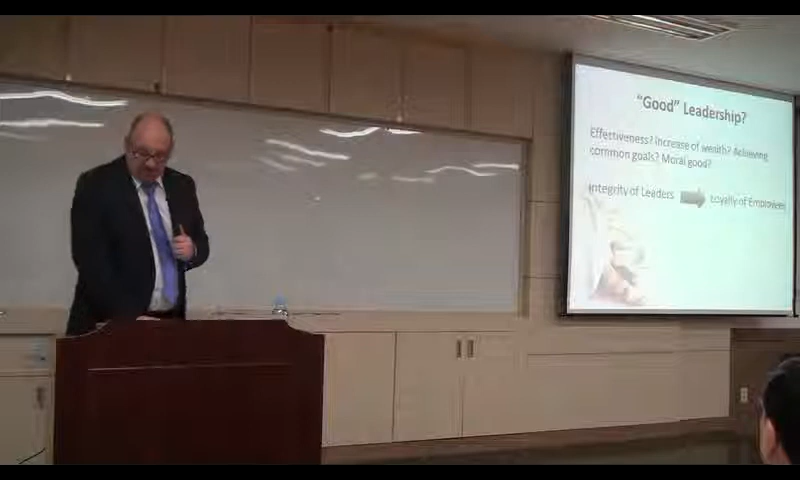 “Good” Leadership?
Effectiveness? Increase of wealth? Achieving
common goals? Moral good?
Integrity of Leaders Loyalty of Employees